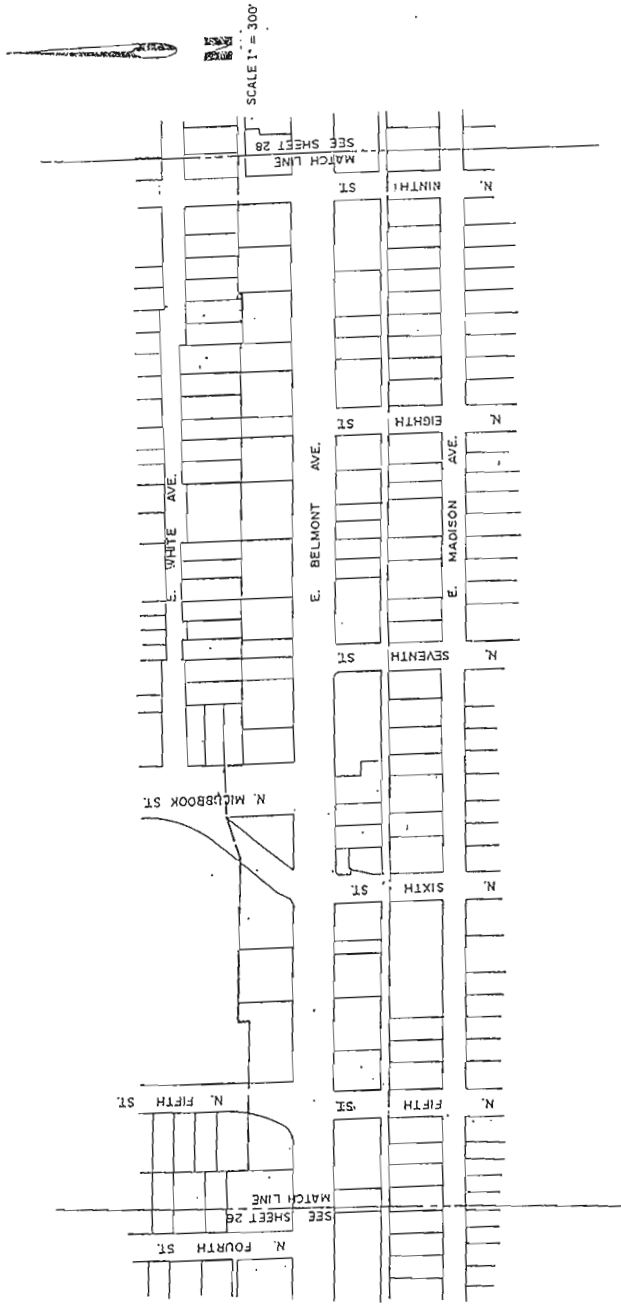 N
SCALE 1" = 300'
MATCH LINE
SEE SHEET 28
N. NINTH ST.
N. EIGHTH ST.
E. WHITE AVE.
E. BELMONT AVE.
E. MADISON AVE.
N. SEVENTH ST.
N. SIXTH ST.
N. FIFTH ST.
N. FIFTH ST.
MATCH LINE
SEE SHEET 26
N. FOURTH ST.